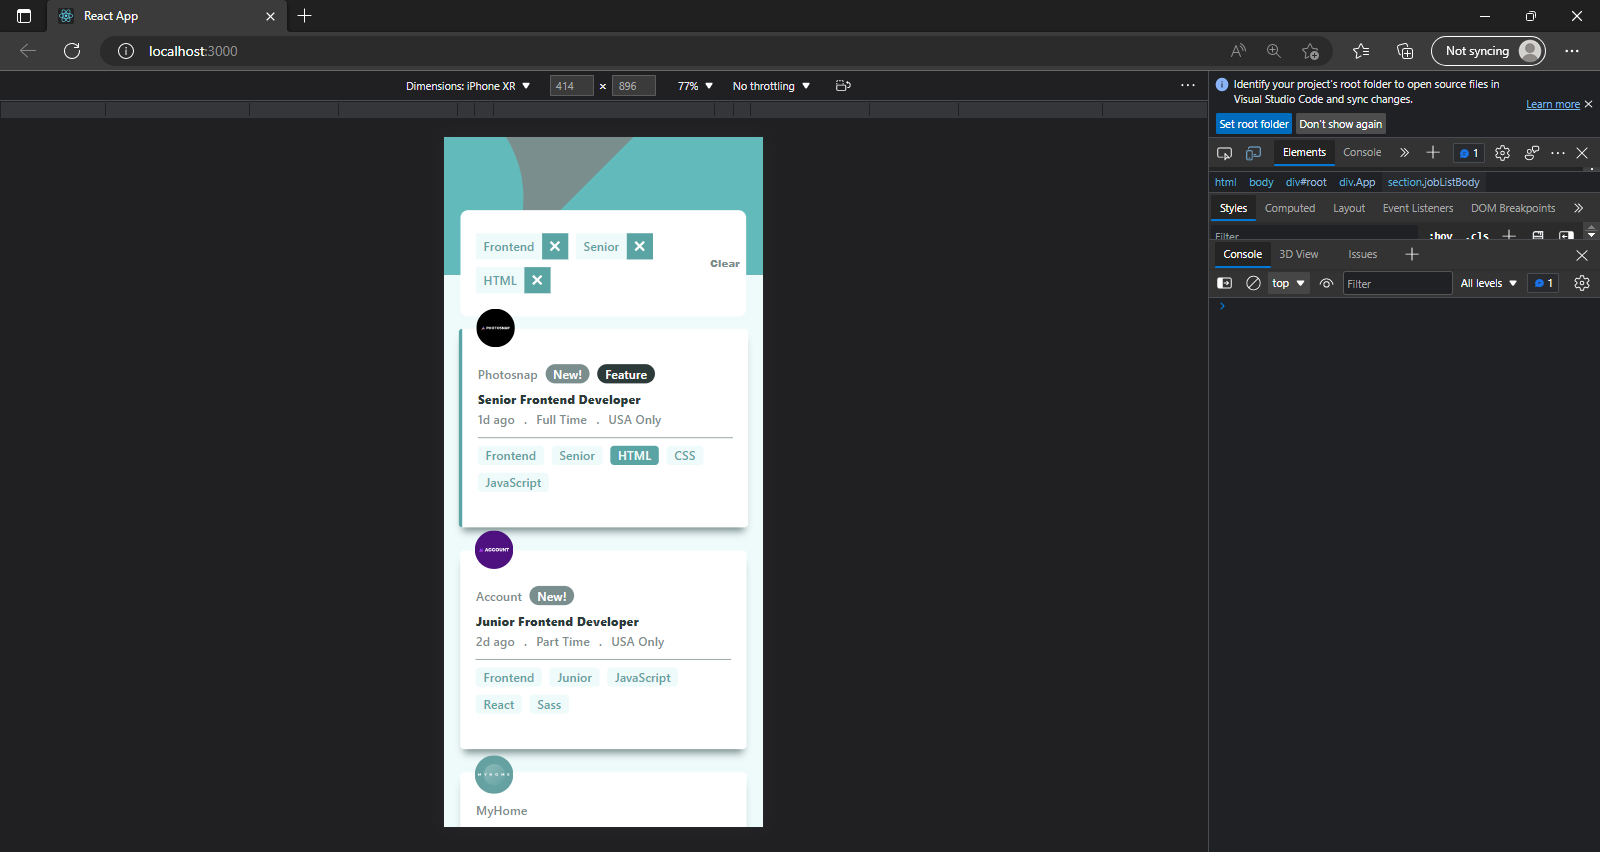 React App
localhost:3000
Not syncing
Dimensions: iPhone XR
414 × 896
77%
No throttling
Identify your project's root folder to open source files in
Visual Studio Code and sync changes.
Learn more
Set root folder Don't show again
Elements Console 1
html body div#root div.App section.jobListBody
Styles Computed Layout Event Listeners DOM Breakpoints
Filter :hov .cls
Console 3D View Issues
top Filter All levels 1
Frontend Senior
Clear
HTML
PHOTOSNAP
Photosnap New! Feature
Senior Frontend Developer
1d ago . Full Time . USA Only
Frontend Senior HTML CSS
JavaScript
ACCOUNT
Account New!
Junior Frontend Developer
2d ago . Part Time . USA Only
Frontend Junior JavaScript
React Sass
MYHOME
MyHome